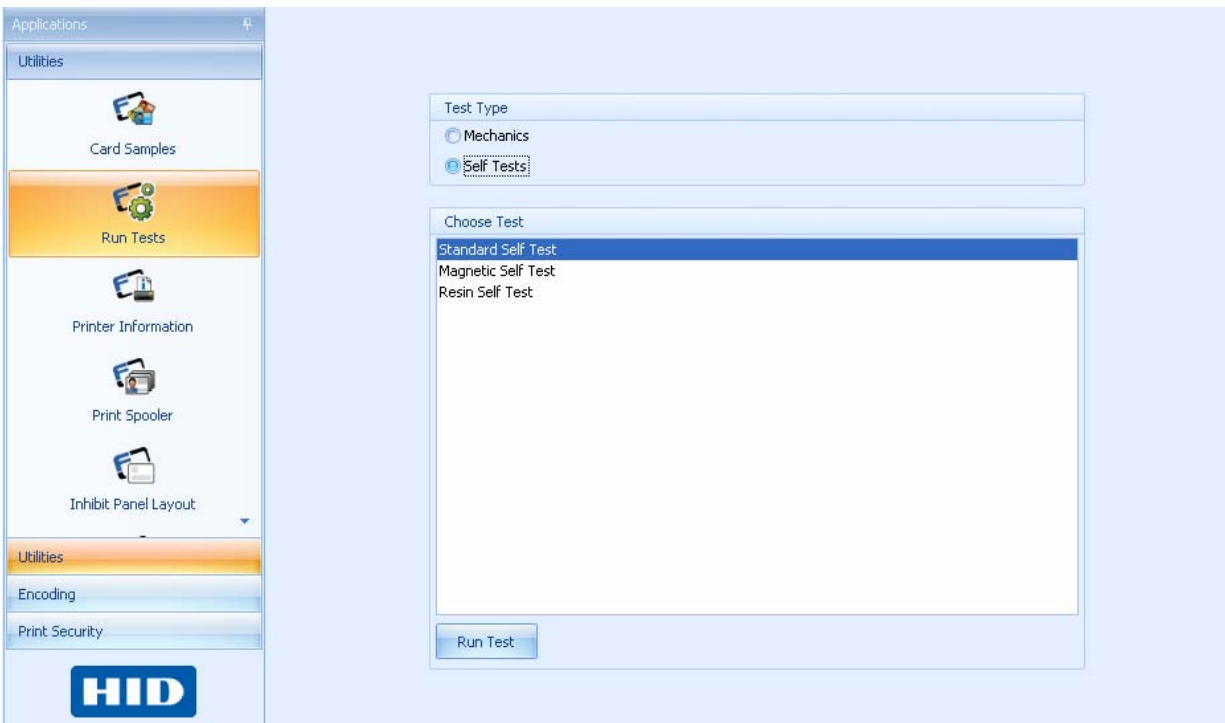 Applications
Utilities
Card Samples
Run Tests
Printer Information
Print Spooler
Inhibit Panel Layout
Utilities
Encoding
Print Security
HID
Test Type
Mechanics
Self Tests
Choose Test
Standard Self Test
Magnetic Self Test
Resin Self Test
Run Test